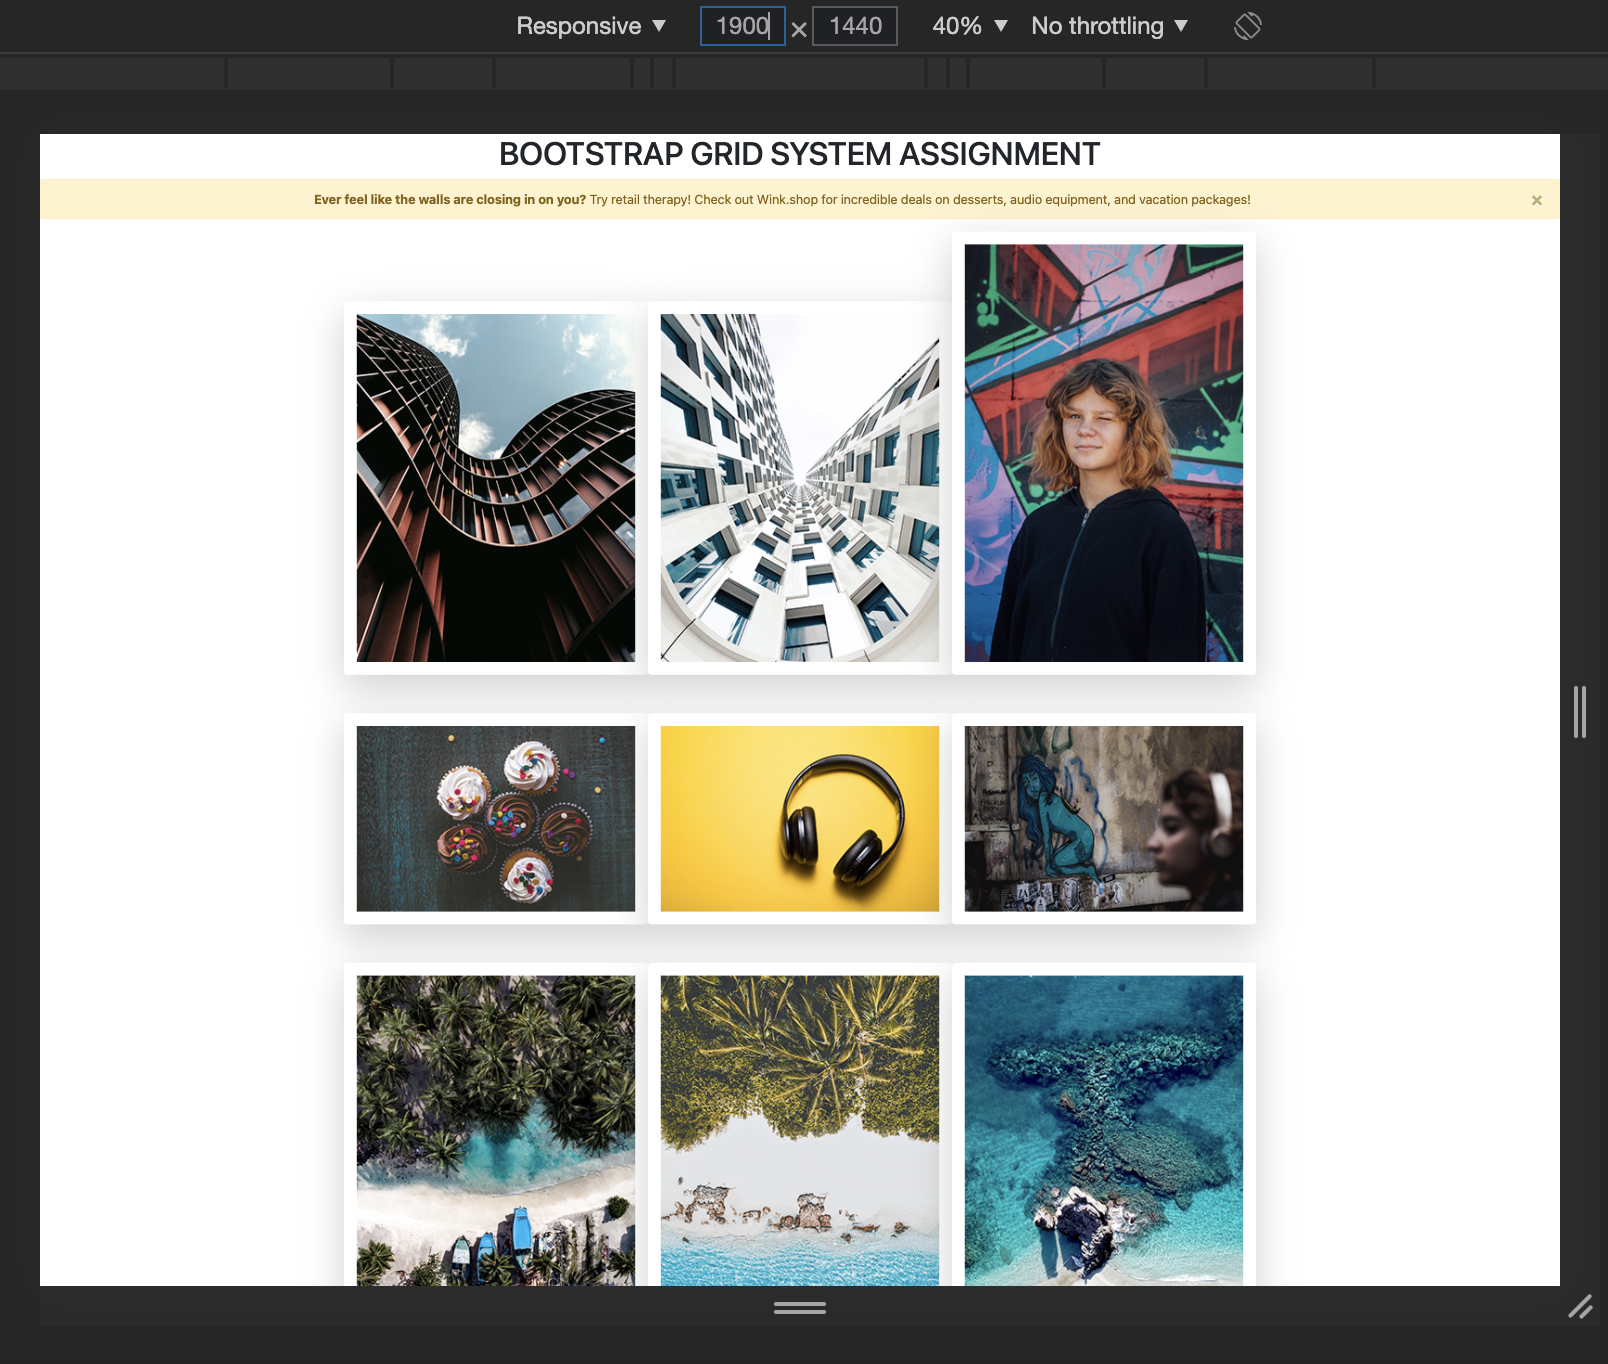 Responsive ▼ 1900 × 1440 40% ▼ No throttling ▼
BOOTSTRAP GRID SYSTEM ASSIGNMENT
Ever feel like the walls are closing in on you? Try retail therapy! Check out Wink.shop for incredible deals on desserts, audio equipment, and vacation packages! ×